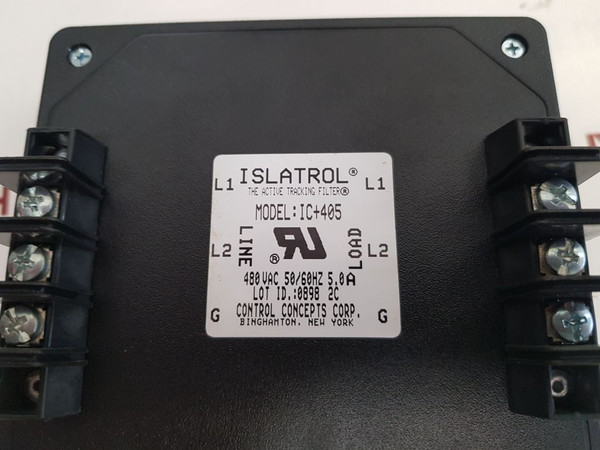 L1 ISLATROL® L1
THE ACTIVE TRACKING FILTER®
MODEL:IC+405
L2 LINE RU® LOAD L2
480 VAC 50/60HZ 5.0A
LOT ID.:0898 2C
G CONTROL CONCEPTS CORP. G
BINGHAMTON, NEW YORK